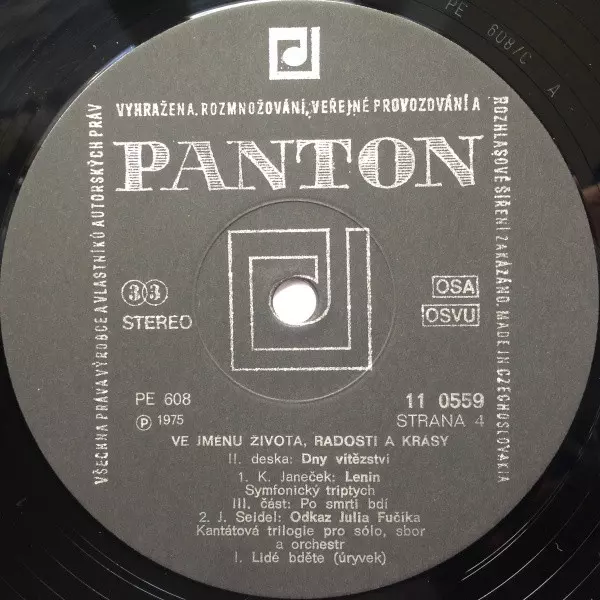 PE 608/C A
VŠECHNA PRÁVA VÝROBCE A VLASTNÍKŮ AUTORSKÝCH PRÁV
VYHRAŽENA. ROZMNOŽOVÁNÍ, VEŘEJNÉ PROVOZOVÁNÍ A
ROZHLASOVÉ ŠÍŘENÍ ZAKÁZÁNO. MADE IN CZECHOSLOVAKIA
PANTON
33
STEREO
OSA
OSVU
PE 608
Ⓟ 1975
11 0559
STRANA 4
VE JMÉNU ŽIVOTA, RADOSTI A KRÁSY
II. deska: Dny vítězství
1. K. Janeček: Lenin
Symfonický triptych
III. část: Po smrti bdí
2. J. Seidel: Odkaz Julia Fučíka
Kantátová trilogie pro sólo, sbor
a orchestr
I. Lidé bděte (úryvek)